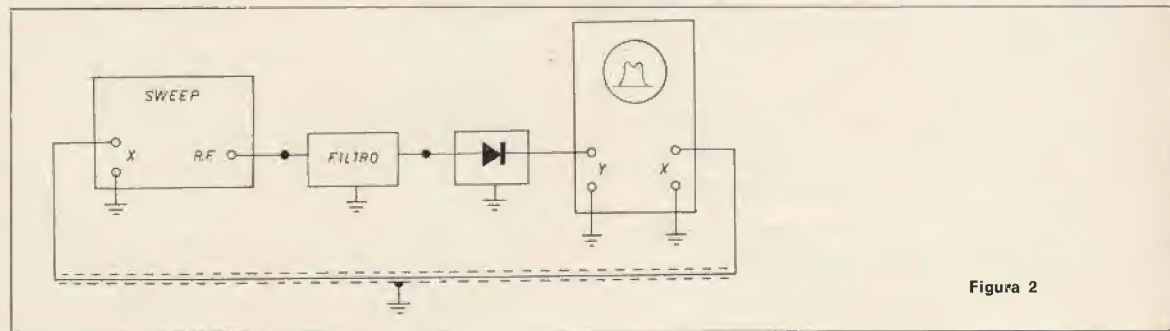 SWEEP
X
R.F.
FILTRO
Y
X
Figura 2